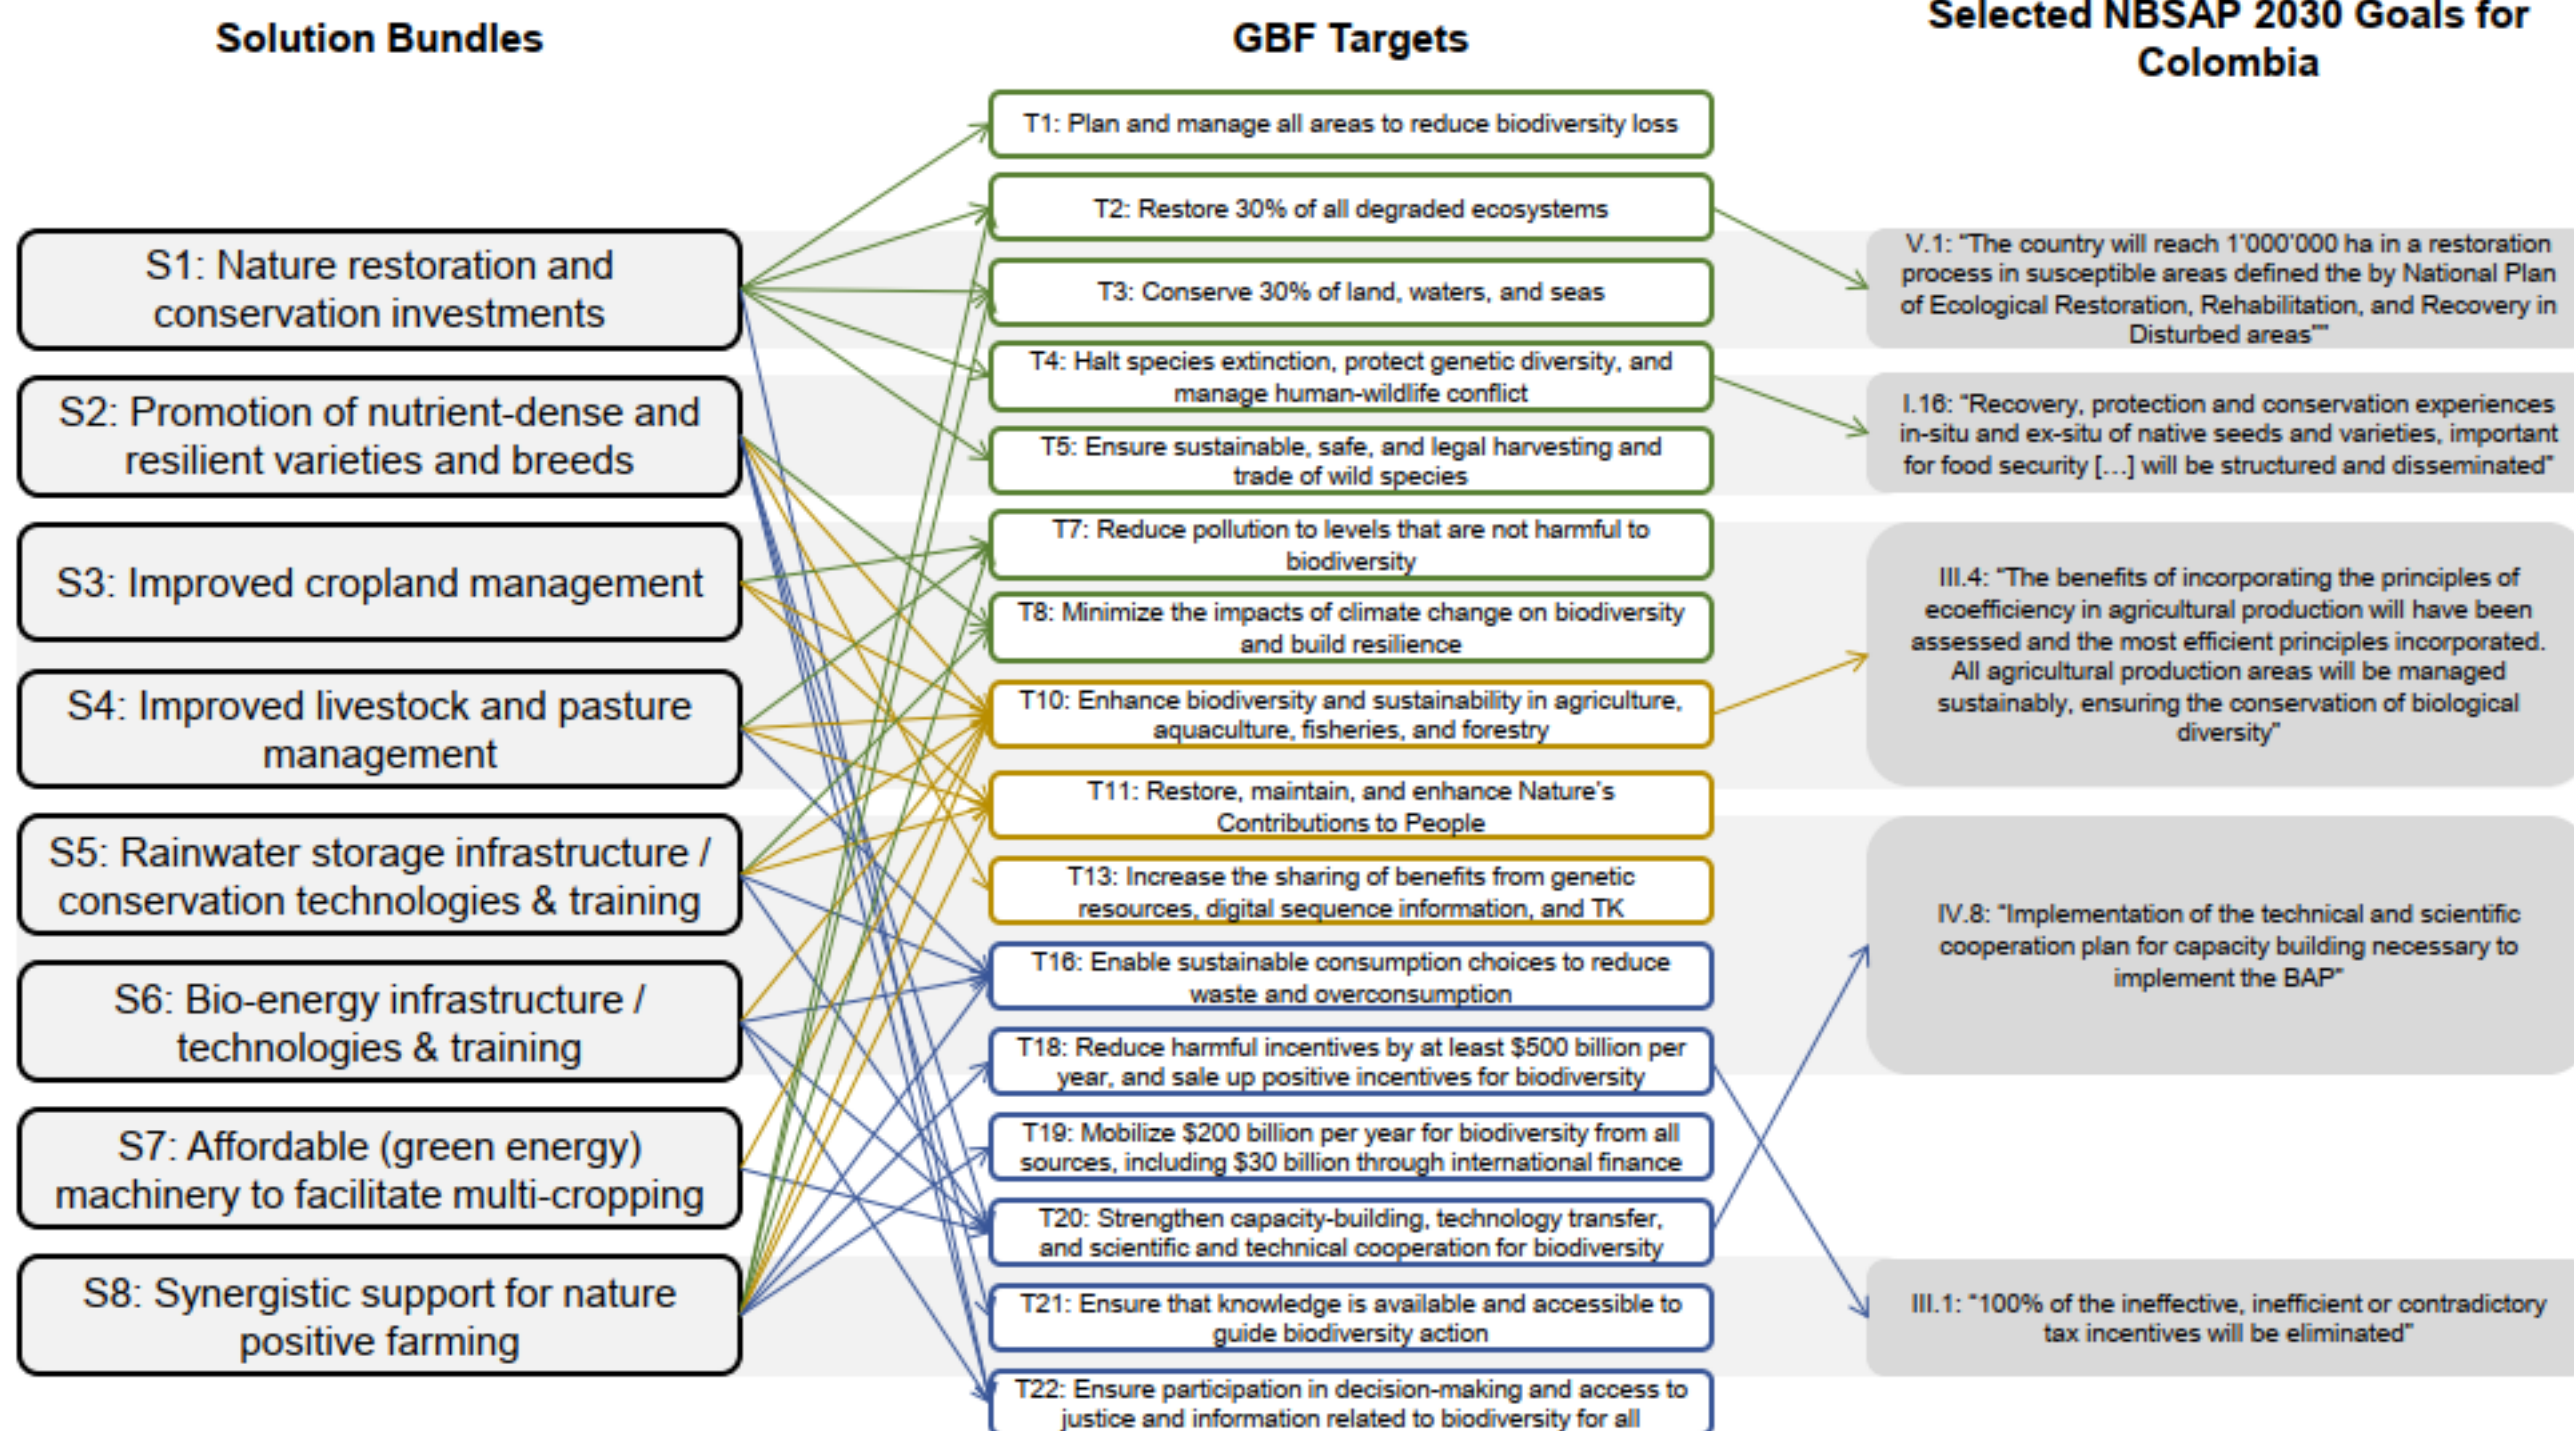 Solution Bundles
S1: Nature restoration and
conservation investments
S2: Promotion of nutrient-dense and
resilient varieties and breeds
S3: Improved cropland management
S4: Improved livestock and pasture
management
S5: Rainwater storage infrastructure /
conservation technologies & training
S6: Bio-energy infrastructure /
technologies & training
S7: Affordable (green energy)
machinery to facilitate multi-cropping
S8: Synergistic support for nature
positive farming
GBF Targets
T1: Plan and manage all areas to reduce biodiversity loss
T2: Restore 30% of all degraded ecosystems
T3: Conserve 30% of land, waters, and seas
T4: Halt species extinction, protect genetic diversity, and
manage human-wildlife conflict
T5: Ensure sustainable, safe, and legal harvesting and
trade of wild species
T7: Reduce pollution to levels that are not harmful to
biodiversity
T8: Minimize the impacts of climate change on biodiversity
and build resilience
T10: Enhance biodiversity and sustainability in agriculture,
aquaculture, fisheries, and forestry
T11: Restore, maintain, and enhance Nature's
Contributions to People
T13: Increase the sharing of benefits from genetic
resources, digital sequence information, and TK
T16: Enable sustainable consumption choices to reduce
waste and overconsumption
T18: Reduce harmful incentives by at least $500 billion per
year, and sale up positive incentives for biodiversity
T19: Mobilize $200 billion per year for biodiversity from all
sources, including $30 billion through international finance
T20: Strengthen capacity-building, technology transfer,
and scientific and technical cooperation for biodiversity
T21: Ensure that knowledge is available and accessible to
guide biodiversity action
T22: Ensure participation in decision-making and access to
justice and information related to biodiversity for all
Selected NBSAP 2030 Goals for
Colombia
V.1: “The country will reach 1'000'000 ha in a restoration
process in susceptible areas defined the by National Plan
of Ecological Restoration, Rehabilitation, and Recovery in
Disturbed areas””
I.16: “Recovery, protection and conservation experiences
in-situ and ex-situ of native seeds and varieties, important
for food security […] will be structured and disseminated”
III.4: “The benefits of incorporating the principles of
ecoefficiency in agricultural production will have been
assessed and the most efficient principles incorporated.
All agricultural production areas will be managed
sustainably, ensuring the conservation of biological
diversity”
IV.8: “Implementation of the technical and scientific
cooperation plan for capacity building necessary to
implement the BAP”
III.1: “100% of the ineffective, inefficient or contradictory
tax incentives will be eliminated”